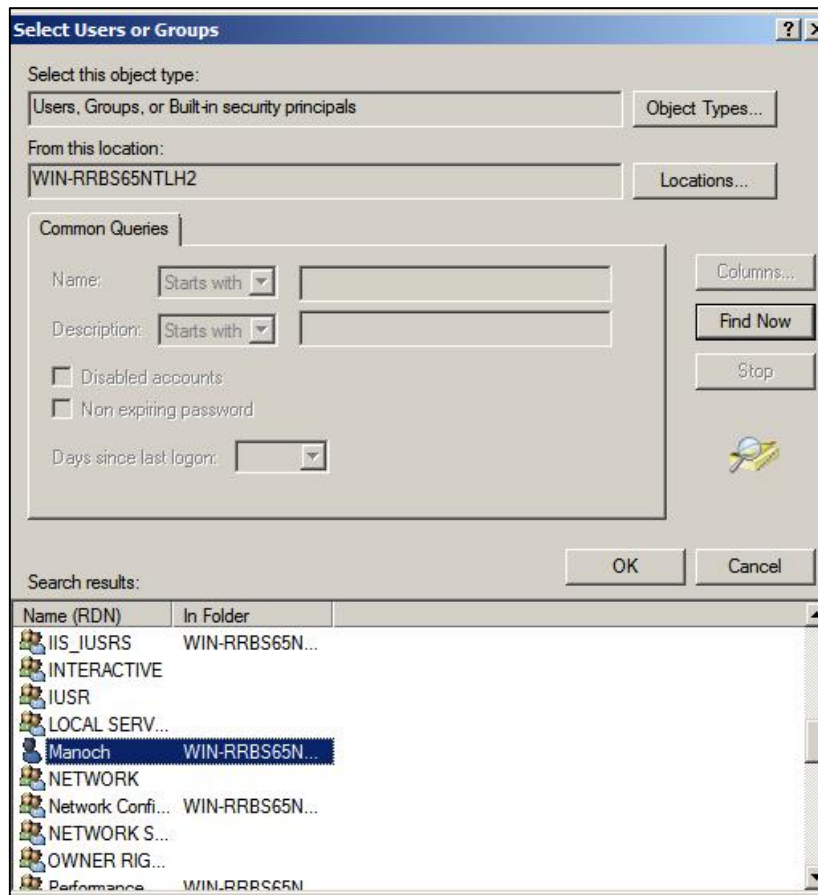 Select Users or Groups
Select this object type:
Users, Groups, or Built-in security principals
Object Types...
From this location:
WIN-RRBS65NTLH2
Locations...
Common Queries
Name: Starts with
Columns...
Description: Starts with
Find Now
Disabled accounts
Stop
Non expiring password
Days since last logon:
OK Cancel
Search results:
Name (RDN) In Folder
IIS_IUSRS WIN-RRBS65N...
INTERACTIVE
IUSR
LOCAL SERV...
Manoch WIN-RRBS65N...
NETWORK
Network Confi... WIN-RRBS65N...
NETWORK S...
OWNER RIG...
Performance WIN-RRBS65N